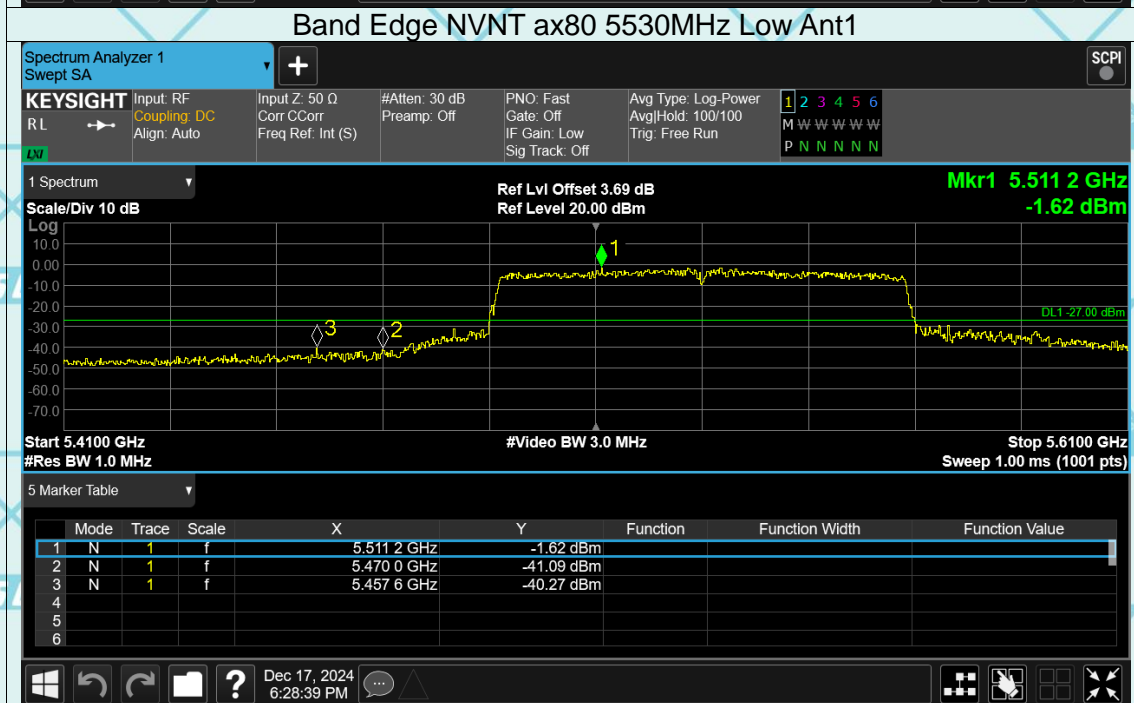 Band Edge NVNT ax80 5530MHz Low Ant1
Spectrum Analyzer 1
Swept SA
+
SCPI
KEYSIGHT
RL
LXI
Input: RF
Coupling: DC
Align: Auto
Input Z: 50 Ω
Corr CCorr
Freq Ref: Int (S)
#Atten: 30 dB
Preamp: Off
PNO: Fast
Gate: Off
IF Gain: Low
Sig Track: Off
Avg Type: Log-Power
Avg|Hold: 100/100
Trig: Free Run
1 2 3 4 5 6
M W W W W W
P N N N N N
1 Spectrum
Scale/Div 10 dB
Ref Lvl Offset 3.69 dB
Ref Level 20.00 dBm
Mkr1 5.511 2 GHz
-1.62 dBm
Log
10.0
0.00
-10.0
-20.0
-30.0
-40.0
-50.0
-60.0
-70.0
1
2
3
DL1 -27.00 dBm
Start 5.4100 GHz
#Video BW 3.0 MHz
Stop 5.6100 GHz
#Res BW 1.0 MHz
Sweep 1.00 ms (1001 pts)
5 Marker Table
Mode Trace Scale X Y Function Function Width Function Value
1 N 1 f 5.511 2 GHz -1.62 dBm
2 N 1 f 5.470 0 GHz -41.09 dBm
3 N 1 f 5.457 6 GHz -40.27 dBm
4
5
6
?
Dec 17, 2024
6:28:39 PM